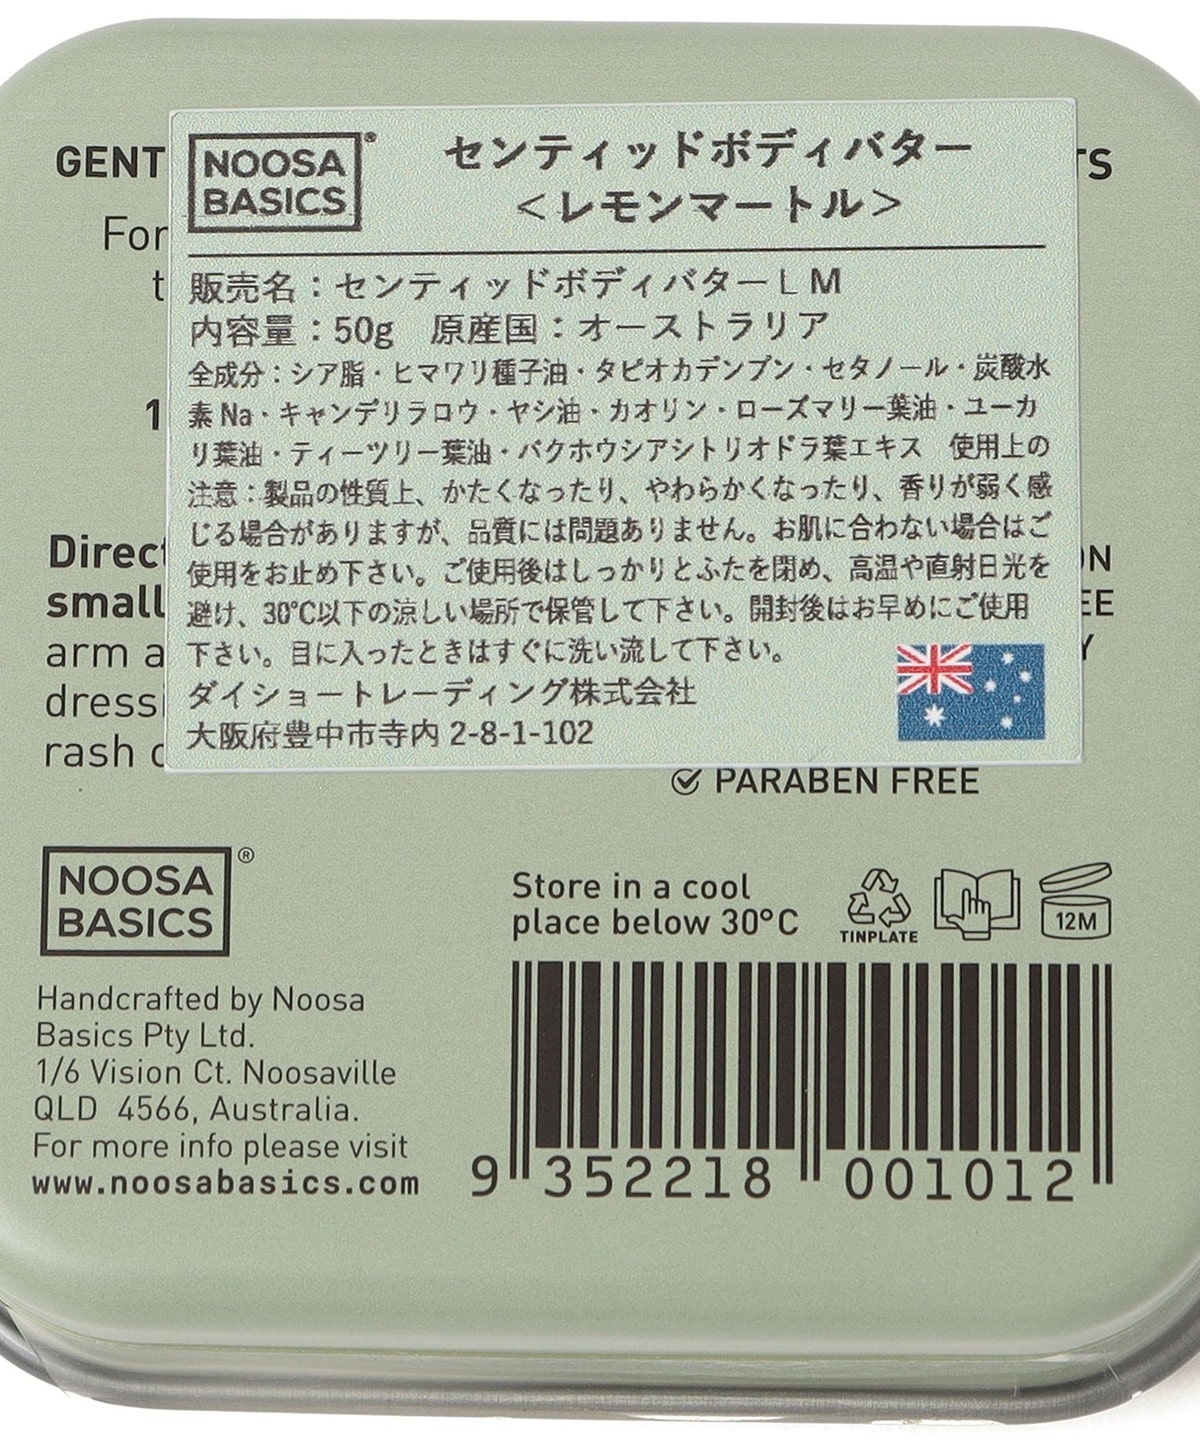 GENT
TS
For
t
1
NOOSA
BASICS
センティッドボディバター
<レモンマートル>
販売名：センティッドボディバターＬＭ
内容量：50g　原産国：オーストラリア
全成分：シア脂・ヒマワリ種子油・タピオカデンプン・セタノール・炭酸水
素Na・キャンデリラロウ・ヤシ油・カオリン・ローズマリー葉油・ユーカ
リ葉油・ティーツリー葉油・バクホウシアシトリオドラ葉エキス　使用上の
注意：製品の性質上、かたくなったり、やわらかくなったり、香りが弱く感
じる場合がありますが、品質には問題ありません。お肌に合わない場合はご
使用をお止め下さい。ご使用後はしっかりとふたを閉め、高温や直射日光を
避け、30℃以下の涼しい場所で保管して下さい。開封後はお早めにご使用
下さい。目に入ったときはすぐに洗い流して下さい。
ダイショートレーディング株式会社
大阪府豊中市寺内 2-8-1-102
Direct
small
arm a
dressi
rash c
ON
EE
Y
PARABEN FREE
NOOSA ®
BASICS
Store in a cool
place below 30°C
TINPLATE
12M
Handcrafted by Noosa
Basics Pty Ltd.
1/6 Vision Ct. Noosaville
QLD 4566, Australia.
For more info please visit
www.noosabasics.com
9 352218 001012